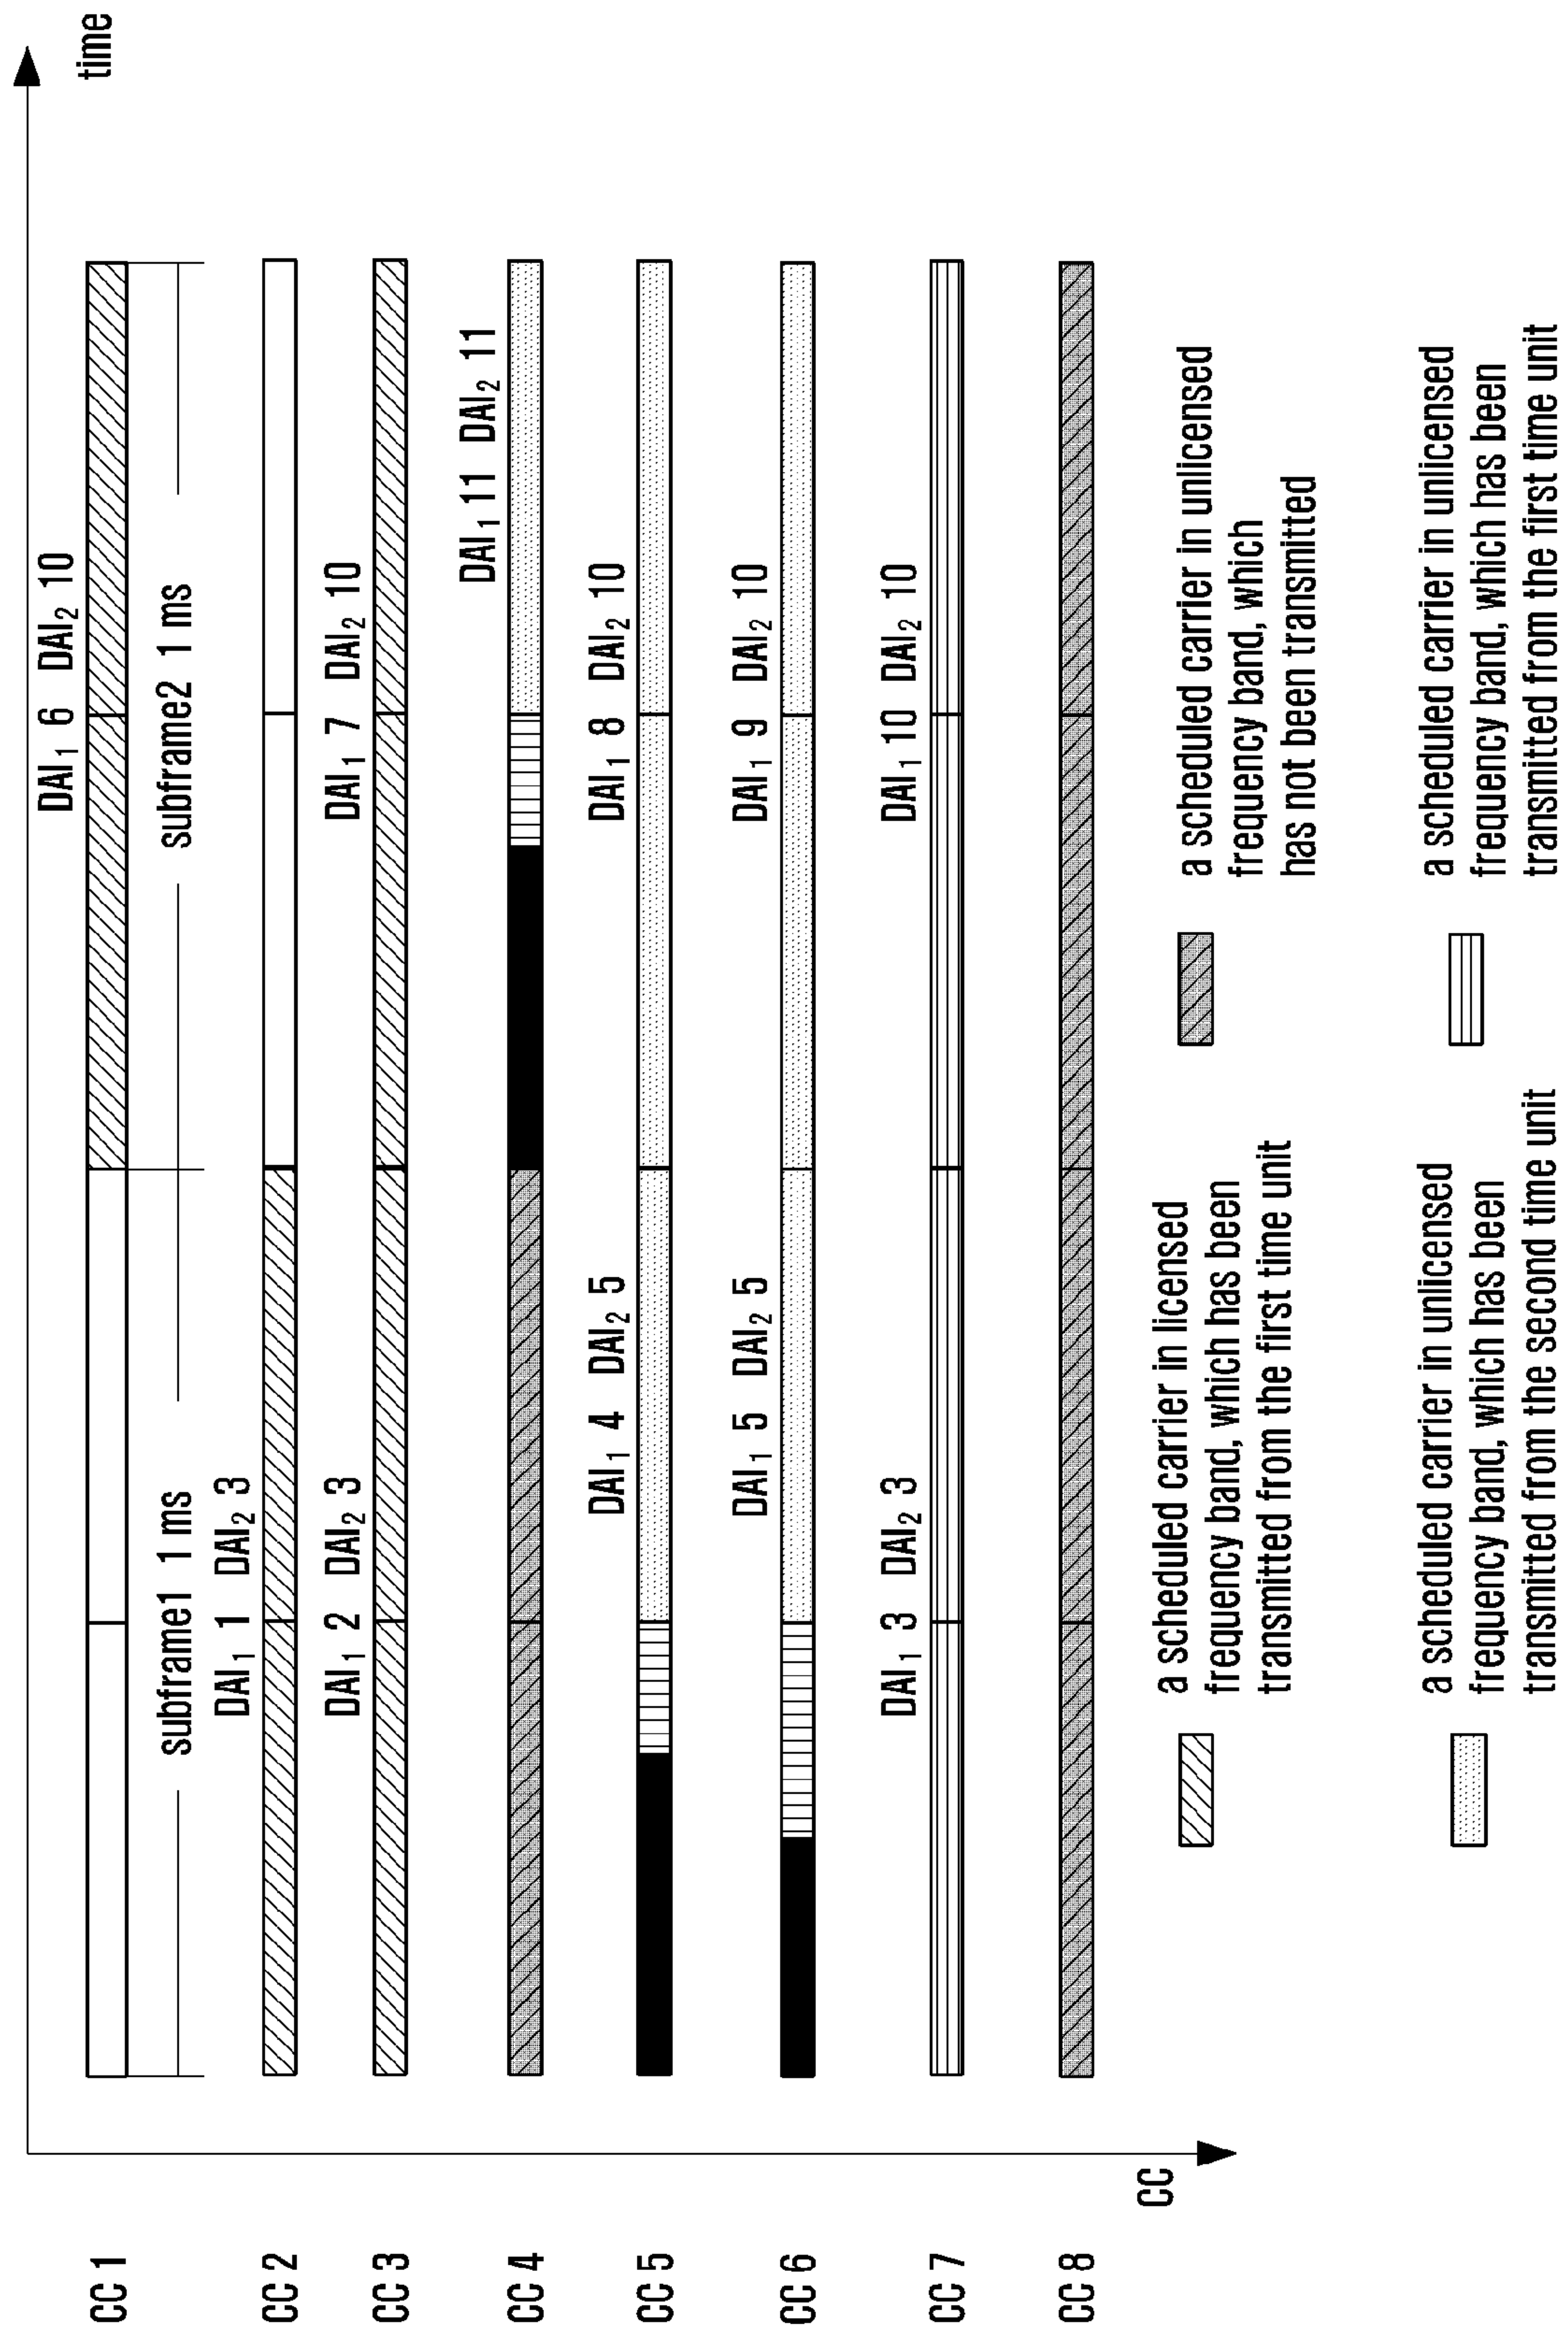 time
CC 1
DAI1 6 DAI2 10
subframe1 1 ms
subframe2 1 ms
CC 2
DAI1 1 DAI2 3
CC 3
DAI1 2 DAI2 3
DAI1 7 DAI2 10
CC 4
DAI1 11 DAI2 11
CC 5
DAI1 4 DAI2 5
DAI1 8 DAI2 10
CC 6
DAI1 5 DAI2 5
DAI1 9 DAI2 10
CC 7
DAI1 3 DAI2 3
DAI1 10 DAI2 10
CC 8
CC
a scheduled carrier in licensed
frequency band, which has been
transmitted from the first time unit
a scheduled carrier in unlicensed
frequency band, which
has not been transmitted
a scheduled carrier in unlicensed
frequency band, which has been
transmitted from the second time unit
a scheduled carrier in unlicensed
frequency band, which has been
transmitted from the first time unit